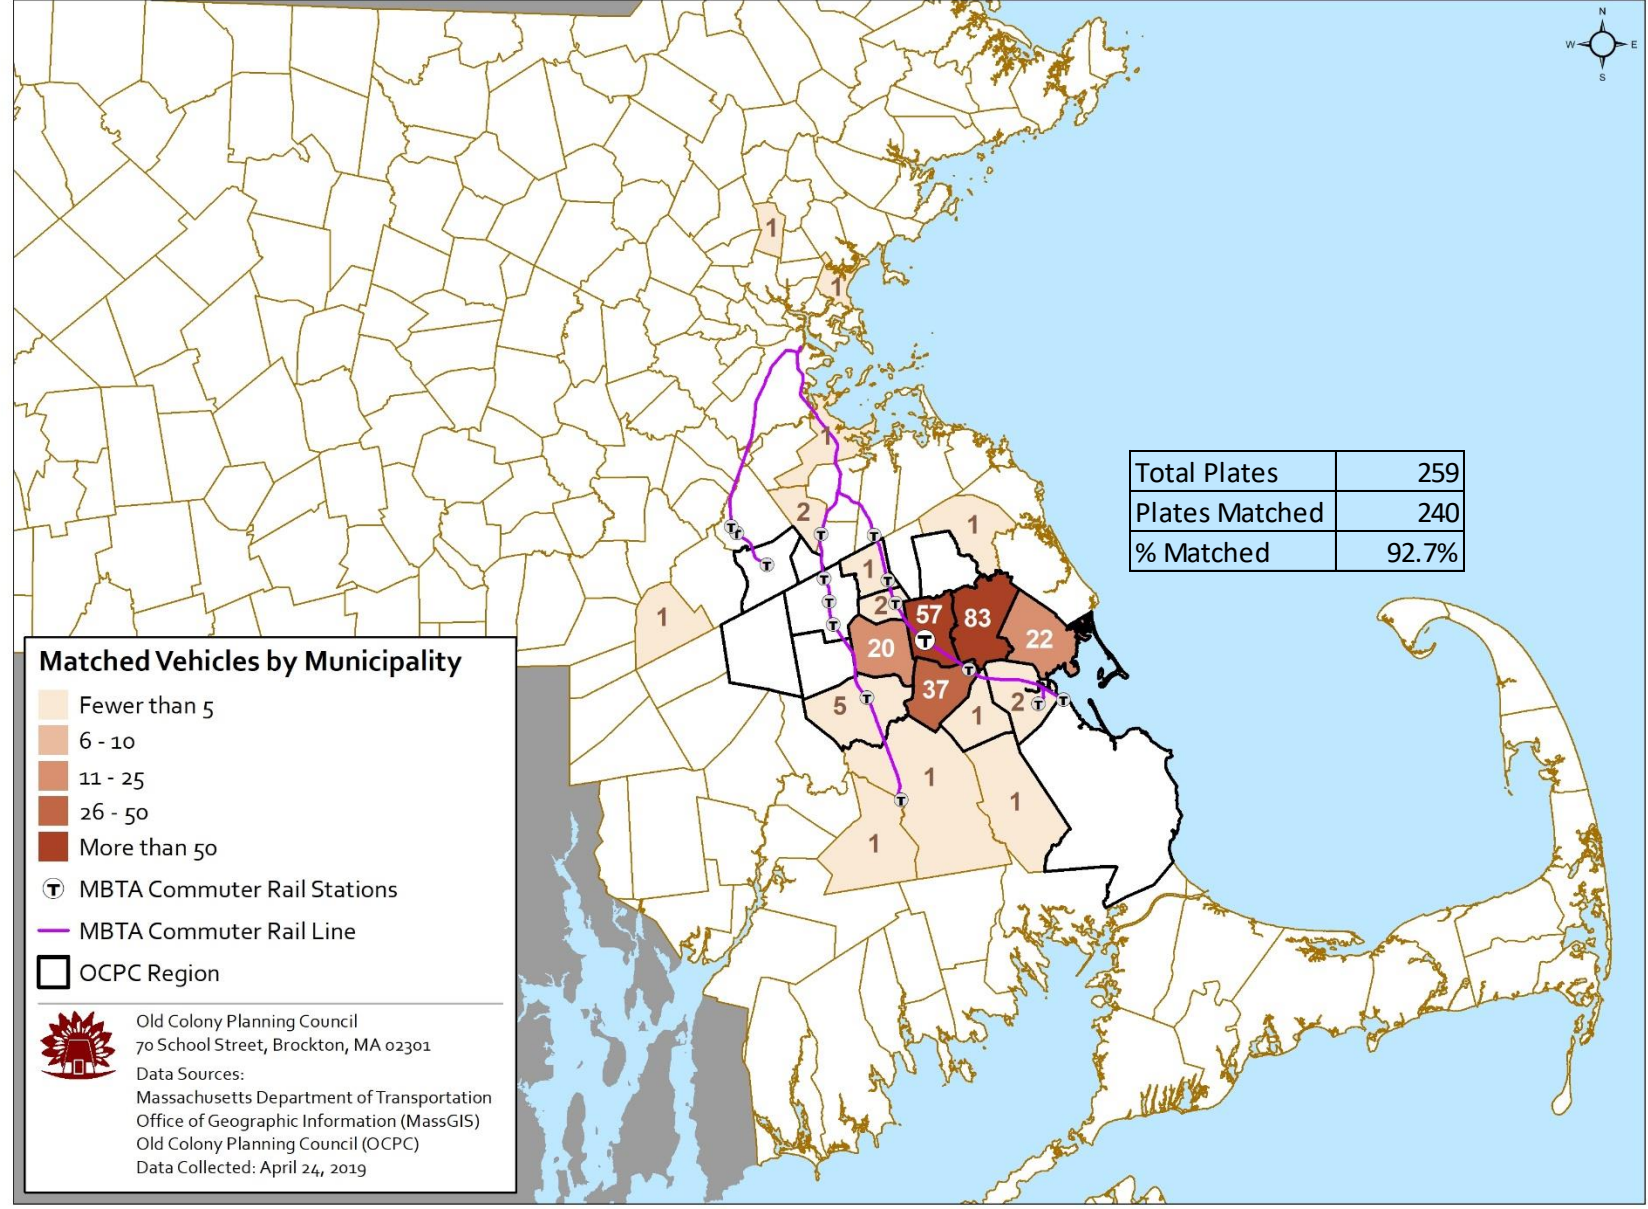 N
W E
S
1
1
1
2
1
Total Plates 259
Plates Matched 240
% Matched 92.7%
1
2
1
57
83
22
20
37
5
1
2
1
1
1
Matched Vehicles by Municipality
Fewer than 5
6 - 10
11 - 25
26 - 50
More than 50
T MBTA Commuter Rail Stations
MBTA Commuter Rail Line
OCPC Region
Old Colony Planning Council
70 School Street, Brockton, MA 02301
Data Sources:
Massachusetts Department of Transportation
Office of Geographic Information (MassGIS)
Old Colony Planning Council (OCPC)
Data Collected: April 24, 2019